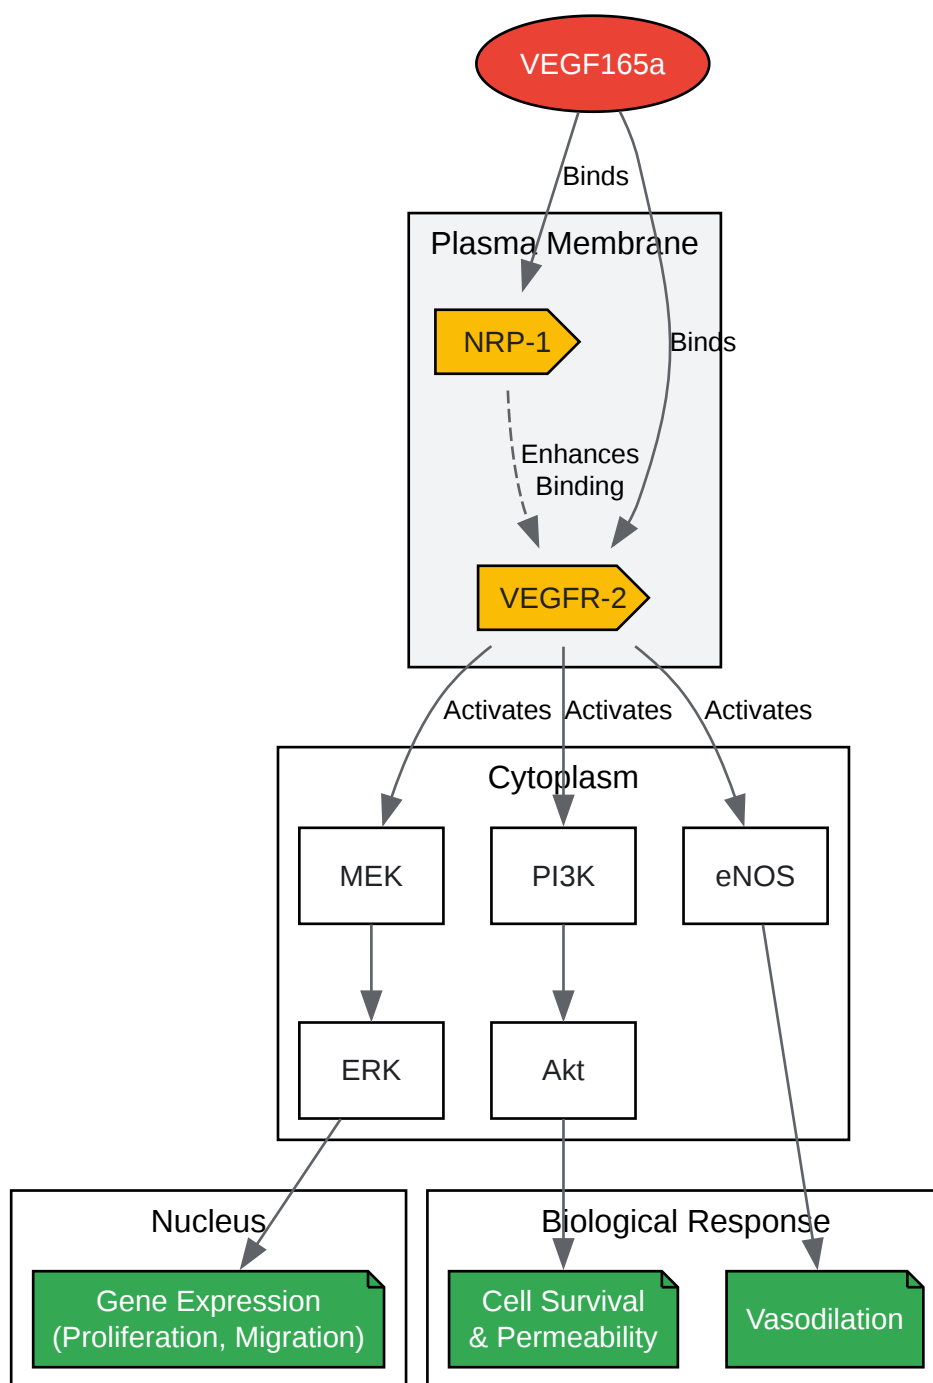 VEGF165a
Binds
Plasma Membrane
NRP-1
Binds
Enhances
Binding
VEGFR-2
Activates
Activates
Activates
Cytoplasm
MEK
PI3K
eNOS
ERK
Akt
Nucleus
Biological Response
Gene Expression
(Proliferation, Migration)
Cell Survival
& Permeability
Vasodilation